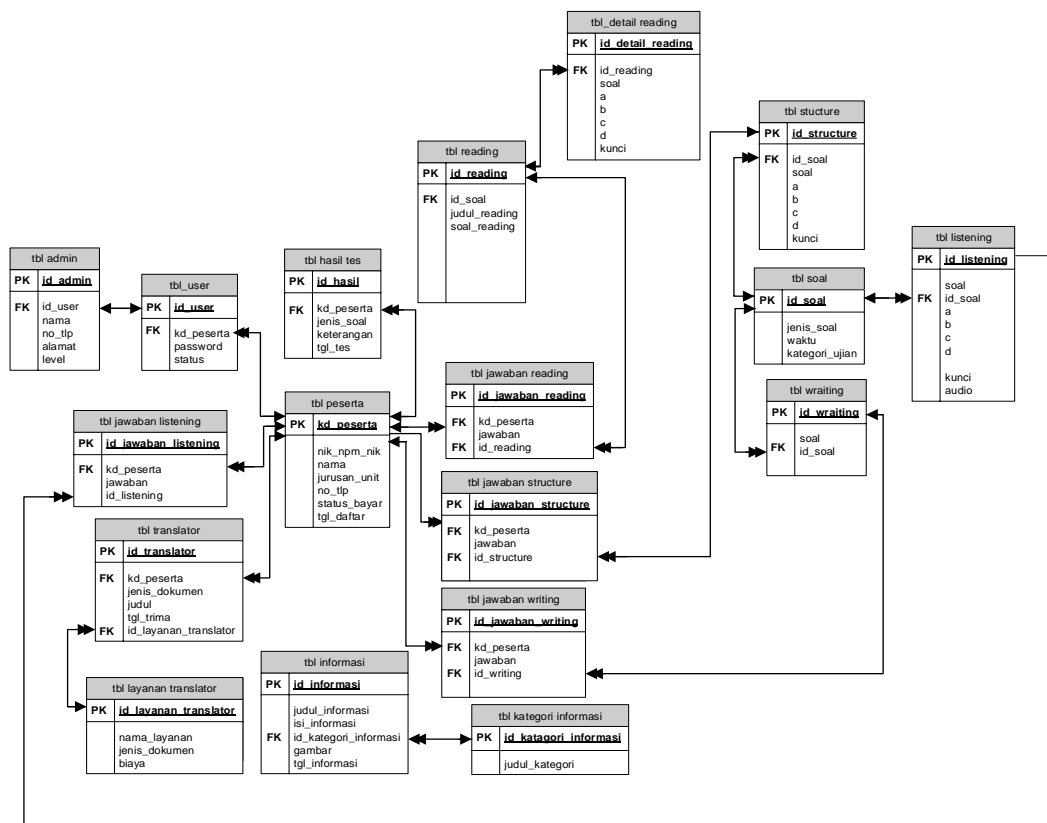 tbl_detail reading
PK id_detail_reading
FK id_reading
soal
a
b
c
d
kunci
tbl stucture
PK id_structure
FK id_soal
soal
a
b
c
d
kunci
tbl reading
PK id_reading
FK id_soal
judul_reading
soal_reading
tbl listening
PK id_listening
FK soal
id_soal
a
b
c
d
kunci
audio
tbl admin
PK id_admin
FK id_user
nama
no_tlp
alamat
level
tbl_user
PK id_user
FK kd_peserta
password
status
tbl hasil tes
PK id_hasil
FK kd_peserta
jenis_soal
keterangan
tgl_tes
tbl soal
PK id_soal
jenis_soal
waktu
kategori_ujian
tbl jawaban reading
PK id_jawaban_reading
FK kd_peserta
jawaban
FK id_reading
tbl wraiting
PK id_wraiting
FK soal
id_soal
tbl peserta
PK kd_peserta
nik_npm_nik
nama
jurusan_unit
no_tlp
status_bayar
tgl_daftar
tbl jawaban listening
PK id_jawaban_listening
FK kd_peserta
jawaban
id_listening
tbl jawaban structure
PK id_jawaban_structure
FK kd_peserta
jawaban
FK id_structure
tbl translator
PK id_translator
FK kd_peserta
jenis_dokumen
judul
tgl_trima
FK id_layanan_translator
tbl jawaban writing
PK id_jawaban_writing
FK kd_peserta
jawaban
FK id_writing
tbl informasi
PK id_informasi
judul_informasi
isi_informasi
FK id_kategori_informasi
gambar
tgl_informasi
tbl layanan translator
PK id_layanan_translator
nama_layanan
jenis_dokumen
biaya
tbl kategori informasi
PK id_katagori_informasi
judul_kategori